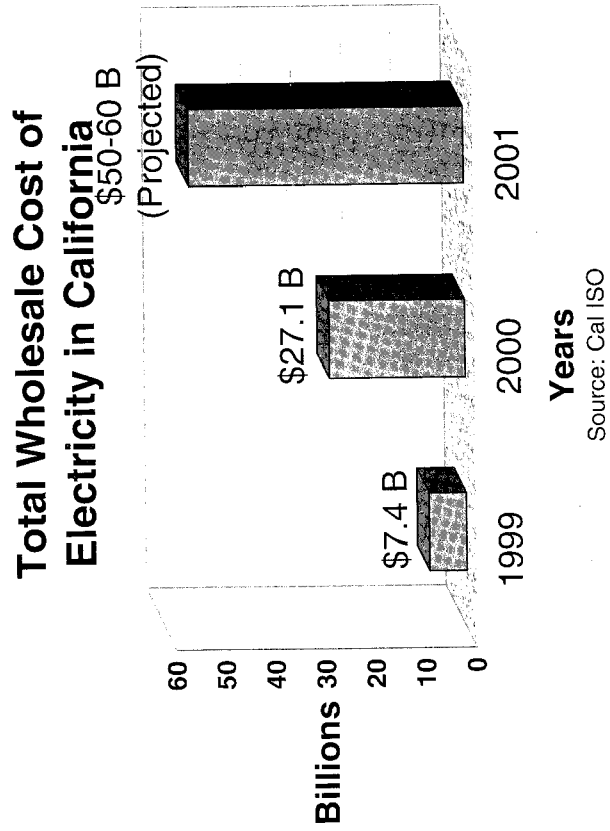 Total Wholesale Cost of
Electricity in California
$50-60 B
(Projected)
$27.1 B
$7.4 B
60
50
40
30
20
10
0
Billions
1999
2000
2001
Years
Source: Cal ISO